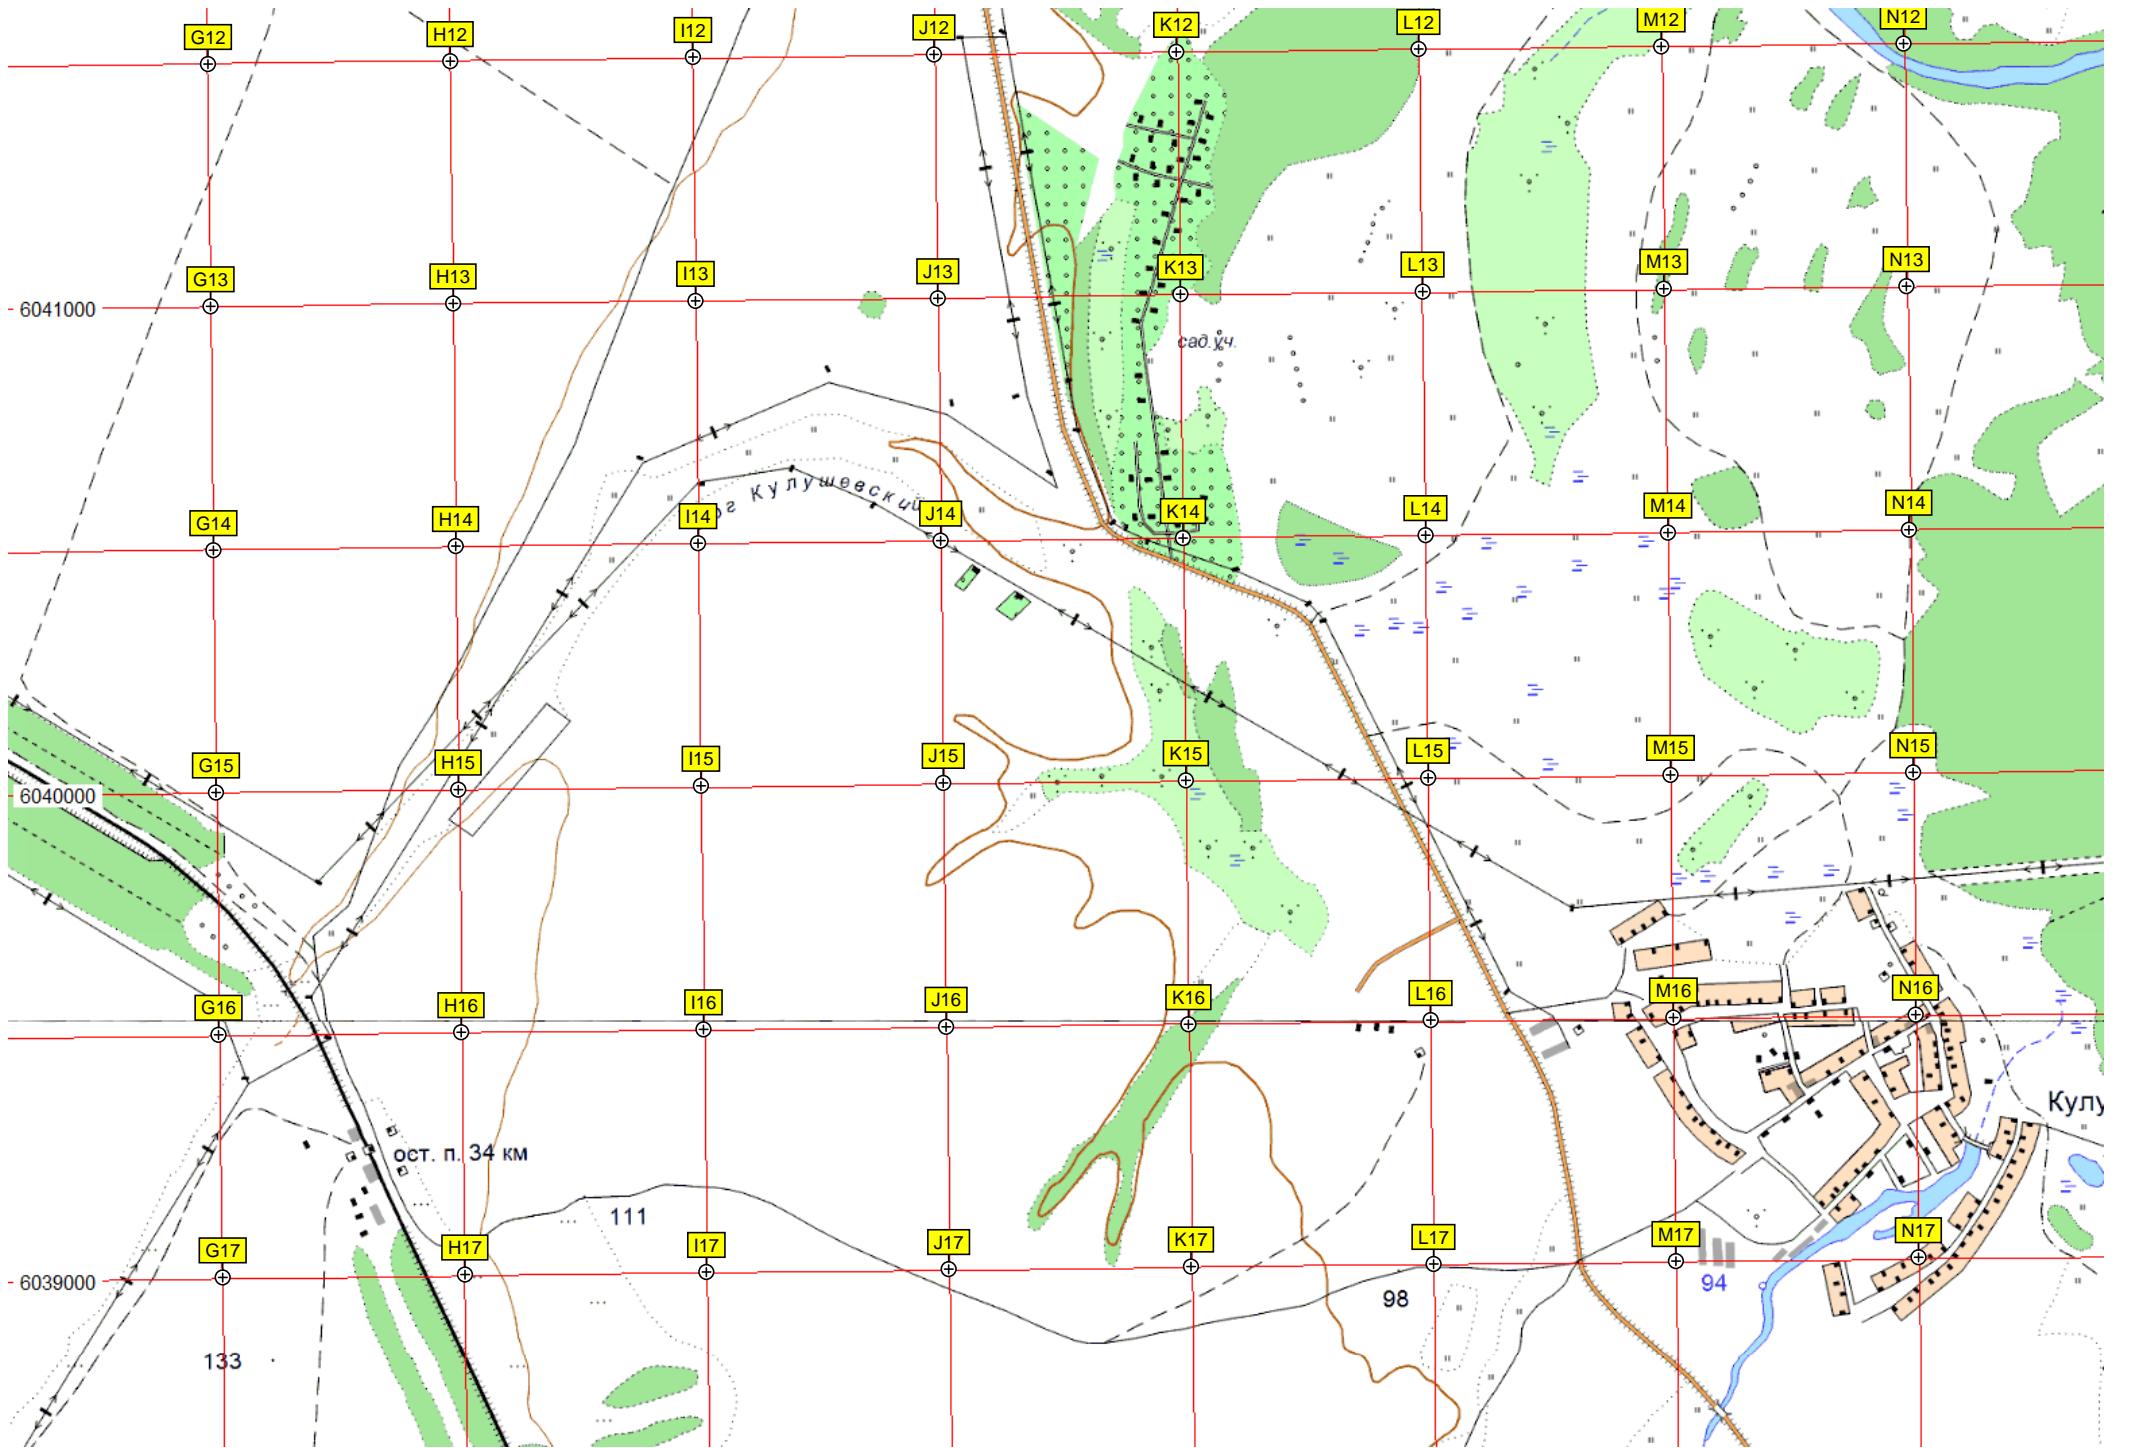 G12 H12 I12 J12 K12 L12 M12 N12
G13 H13 I13 J13 K13 L13 M13 N13
6041000
сад.уч.
Кулушевский
G14 H14 I14 J14 K14 L14 M14 N14
G15 H15 I15 J15 K15 L15 M15 N15
6040000
G16 H16 I16 J16 K16 L16 M16 N16
Кулу
ост. п. 34 км
111
G17 H17 I17 J17 K17 L17 M17 N17
6039000
94
98
133